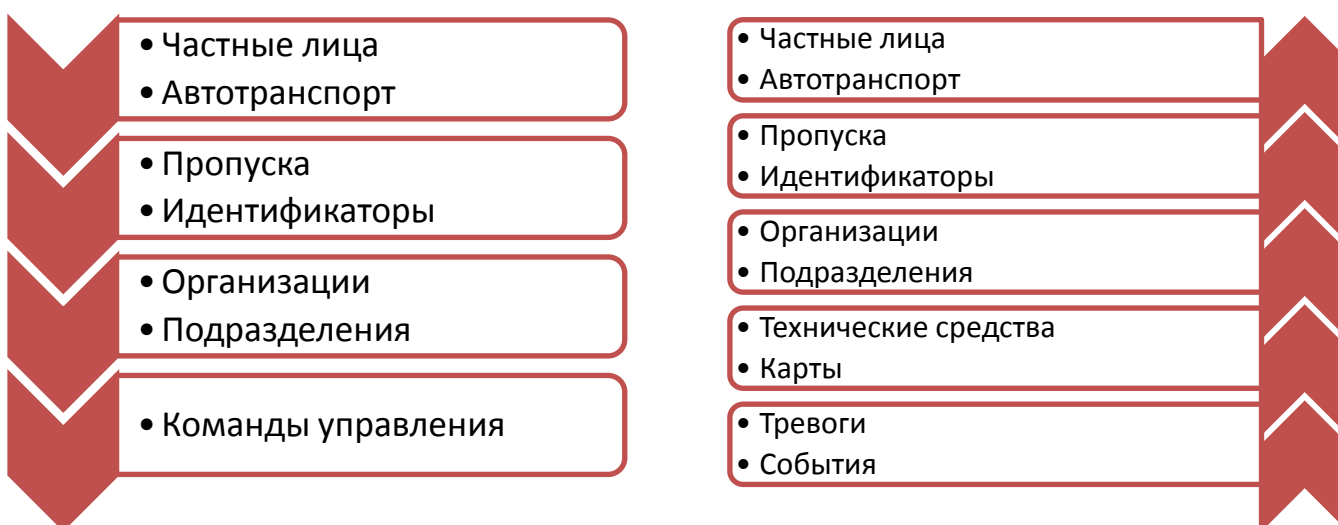 • Частные лица
• Автотранспорт
• Пропуска
• Идентификаторы
• Организации
• Подразделения
• Команды управления
• Частные лица
• Автотранспорт
• Пропуска
• Идентификаторы
• Организации
• Подразделения
• Технические средства
• Карты
• Тревоги
• События